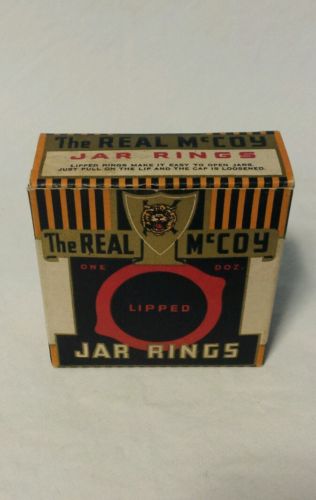 The REAL McCOY
JAR RINGS
LIPPED RINGS MAKE IT EASY TO OPEN JARS.
JUST PULL ON THE LIP AND THE CAP IS LOOSENED.
The REAL McCOY
ONE DOZ.
LIPPED
JAR RINGS